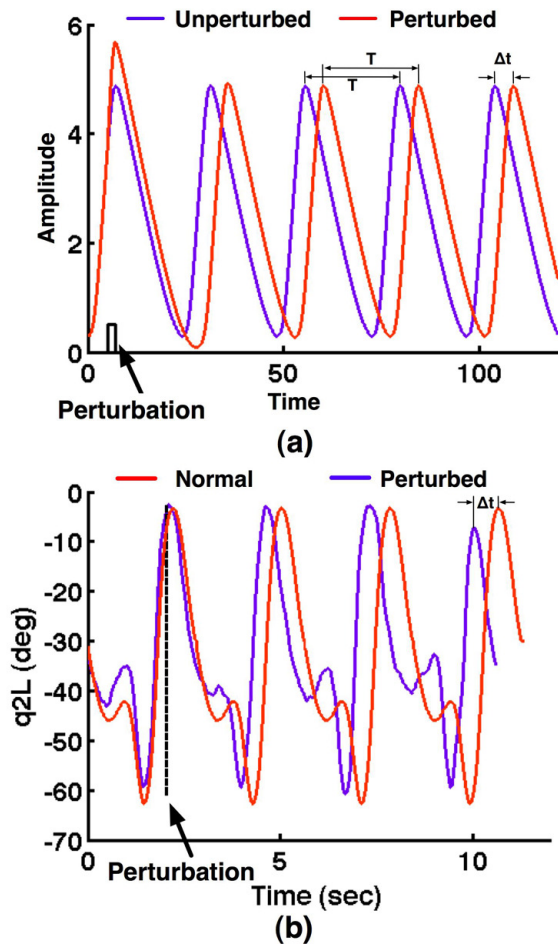 Unperturbed Perturbed
6
4
2
0
Amplitude
T
T
Δt
Perturbation
0 50 100
Time
(a)
Normal Perturbed
0
-10
-20
-30
-40
-50
-60
-70
q2L (deg)
Δt
0 5 10
Perturbation
Time (sec)
(b)